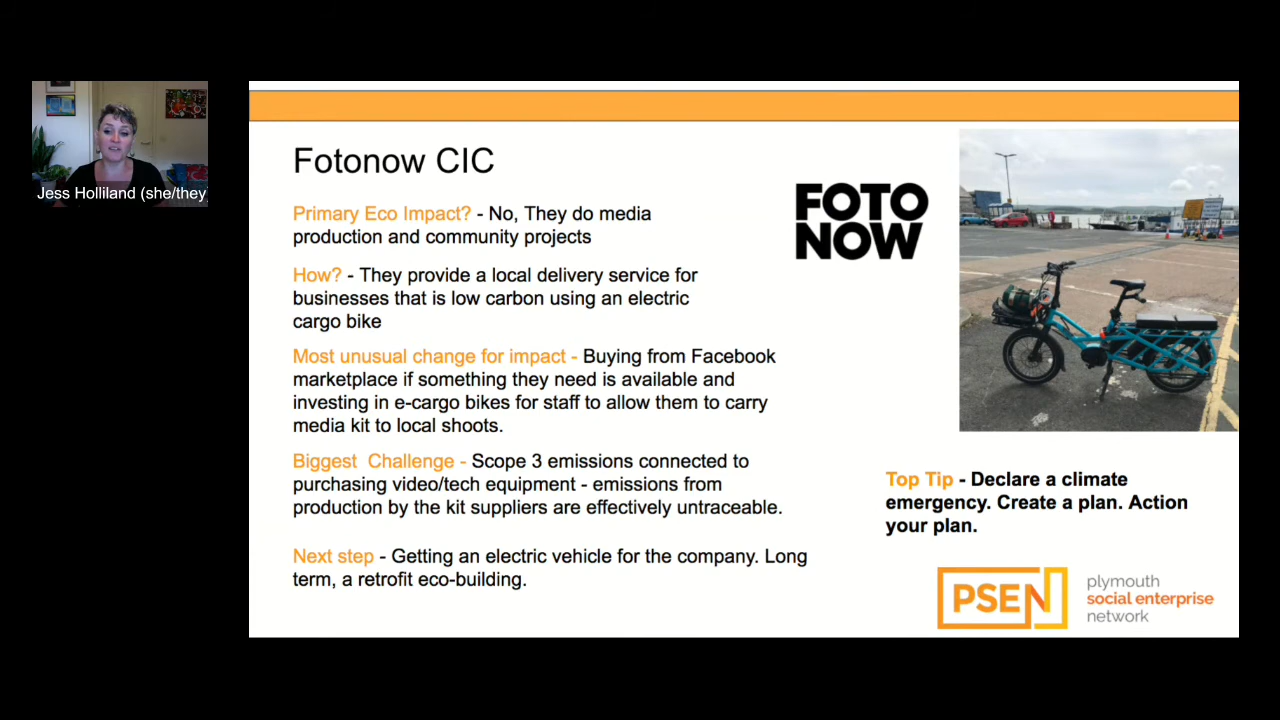 Jess Holliland (she/they
Fotonow CIC
Primary Eco Impact? - No, They do media
production and community projects
How? - They provide a local delivery service for
businesses that is low carbon using an electric
cargo bike
Most unusual change for impact - Buying from Facebook
marketplace if something they need is available and
investing in e-cargo bikes for staff to allow them to carry
media kit to local shoots.
Biggest  Challenge - Scope 3 emissions connected to
purchasing video/tech equipment - emissions from
production by the kit suppliers are effectively untraceable.
Next step - Getting an electric vehicle for the company. Long
term, a retrofit eco-building.
FOTO
NOW
Top Tip - Declare a climate
emergency. Create a plan. Action
your plan.
PSEN
plymouth
social enterprise
network